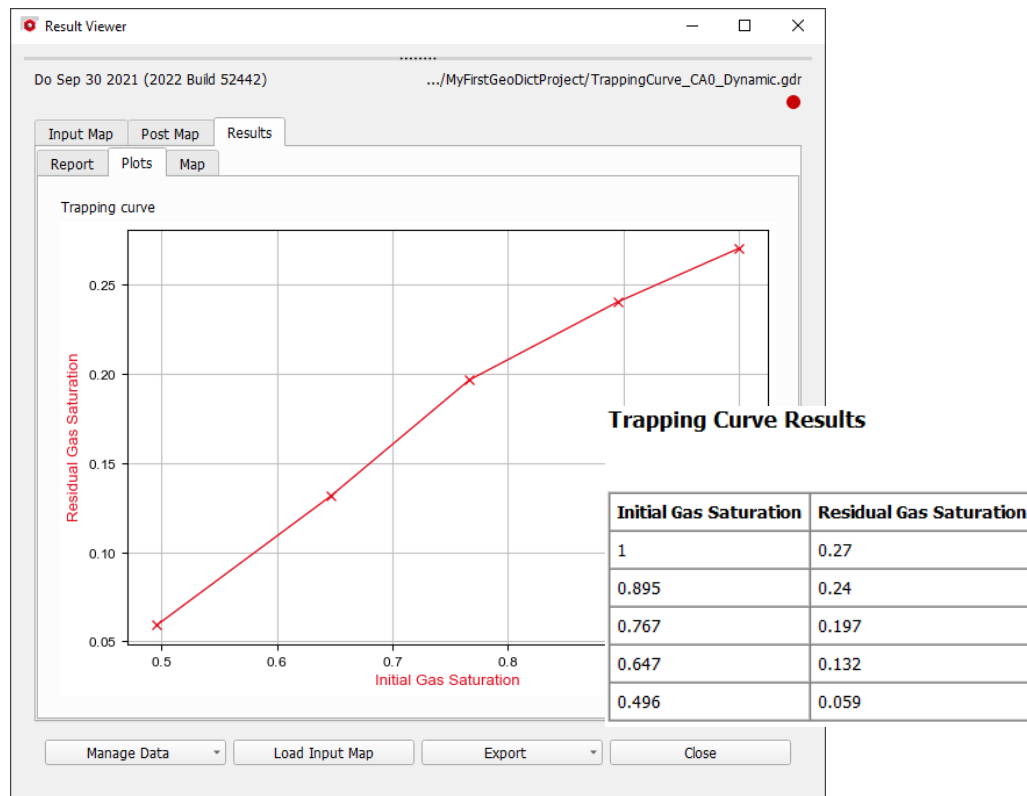 Result Viewer
Do Sep 30 2021 (2022 Build 52442) .../MyFirstGeoDictProject/TrappingCurve_CA0_Dynamic.gdr
Input Map Post Map Results
Report Plots Map
Trapping curve
0.25
0.20
0.15
0.10
0.05
Residual Gas Saturation
0.5 0.6 0.7 0.8
Initial Gas Saturation
Trapping Curve Results
Initial Gas Saturation Residual Gas Saturation
1 0.27
0.895 0.24
0.767 0.197
0.647 0.132
0.496 0.059
Manage Data Load Input Map Export Close